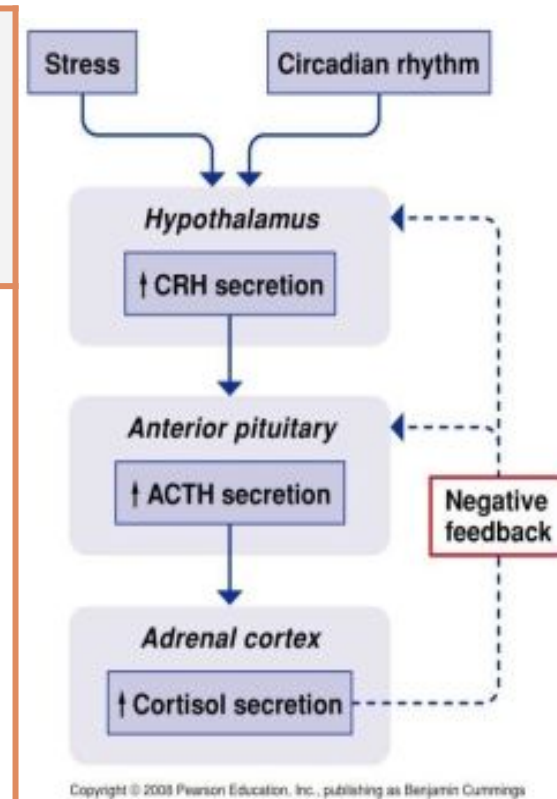 Stress
Circadian rhythm
Hypothalamus
↑ CRH secretion
Anterior pituitary
↑ ACTH secretion
Negative
feedback
Adrenal cortex
↑ Cortisol secretion
Copyright © 2008 Pearson Education, Inc., publishing as Benjamin Cummings